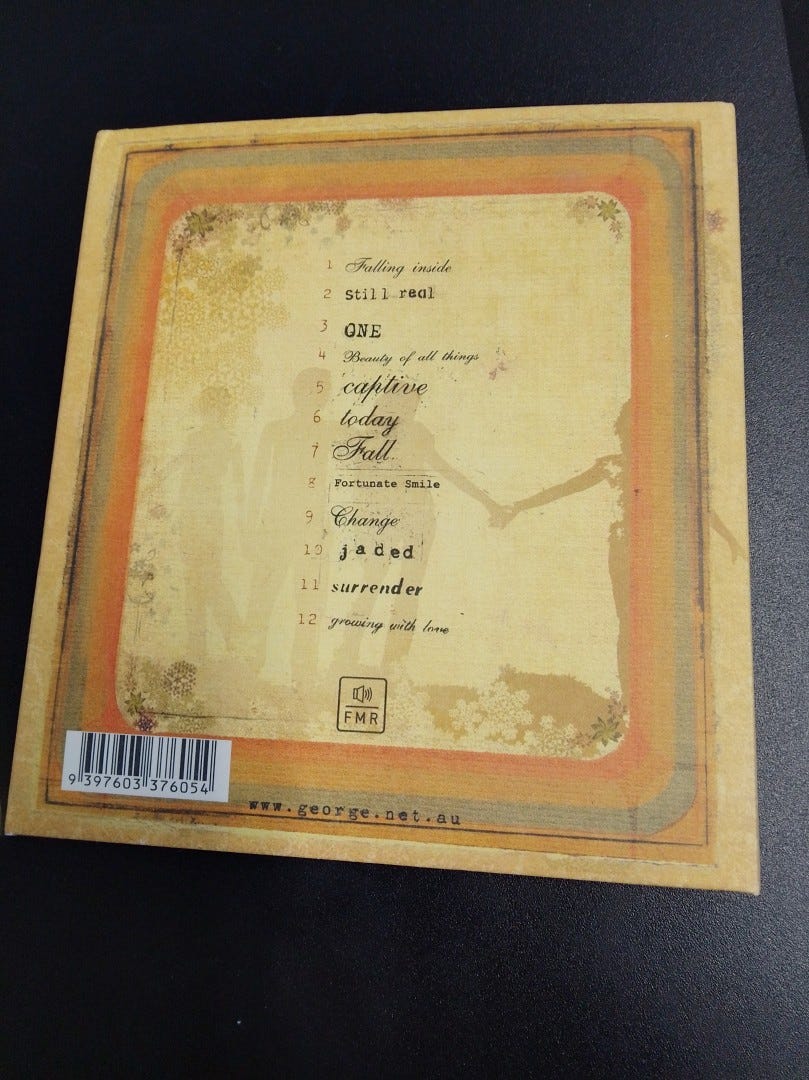 1 Falling inside
2 Still real
3 ONE
4 Beauty of all things
5 captive
6 today
7 Fall
8 Fortunate Smile
9 Change
10 jaded
11 surrender
12 growing with love
FMR
9 397603 376054
www.george.net.au